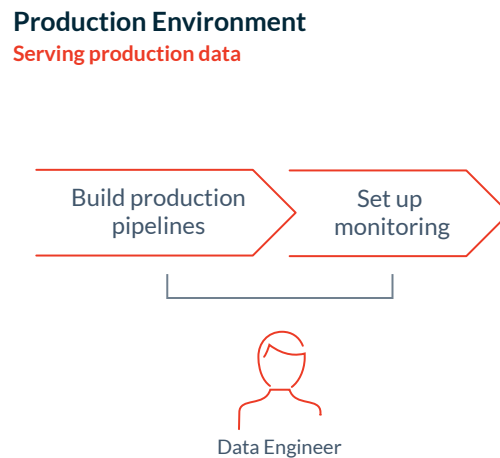 Production Environment
Serving production data
Build production
pipelines
Set up
monitoring
Data Engineer